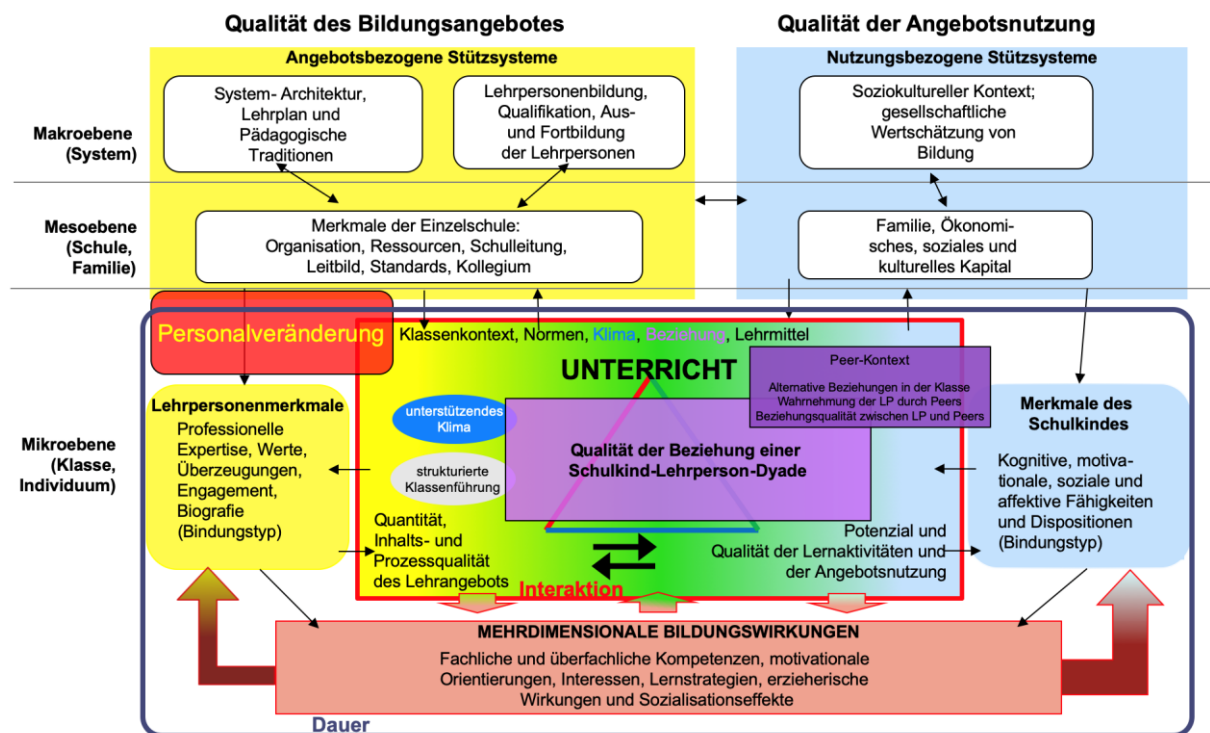 Qualität des Bildungsangebotes
Qualität der Angebotsnutzung
Angebotsbezogene Stützsysteme
Nutzungsbezogene Stützsysteme
Makroebene
(System)
System- Architektur,
Lehrplan und
Pädagogische
Traditionen
Lehrpersonenbildung,
Qualifikation, Aus-
und Fortbildung
der Lehrpersonen
Soziokultureller Kontext;
gesellschaftliche
Wertschätzung von
Bildung
Mesoebene
(Schule,
Familie)
Merkmale der Einzelschule:
Organisation, Ressourcen, Schulleitung,
Leitbild, Standards, Kollegium
Familie, Ökonomi-
sches, soziales und
kulturelles Kapital
Personalveränderung
Klassenkontext, Normen, Klima, Beziehung, Lehrmittel
UNTERRICHT
Peer-Kontext
Alternative Beziehungen in der Klasse
Wahrnehmung der LP durch Peers
Beziehungsqualität zwischen LP und Peers
Mikroebene
(Klasse,
Individuum)
Lehrpersonenmerkmale
Professionelle
Expertise, Werte,
Überzeugungen,
Engagement,
Biografie
(Bindungstyp)
unterstützendes
Klima
strukturierte
Klassenführung
Qualität der Beziehung einer
Schulkind-Lehrperson-Dyade
Merkmale des
Schulkindes
Kognitive, motiva-
tionale, soziale und
affektive Fähigkeiten
und Dispositionen
(Bindungstyp)
Quantität,
Inhalts- und
Prozessqualität
des Lehrangebots
Potenzial und
Qualität der Lernaktivitäten und
der Angebotsnutzung
Interaktion
MEHRDIMENSIONALE BILDUNGSWIRKUNGEN
Fachliche und überfachliche Kompetenzen, motivationale
Orientierungen, Interessen, Lernstrategien, erzieherische
Wirkungen und Sozialisationseffekte
Dauer